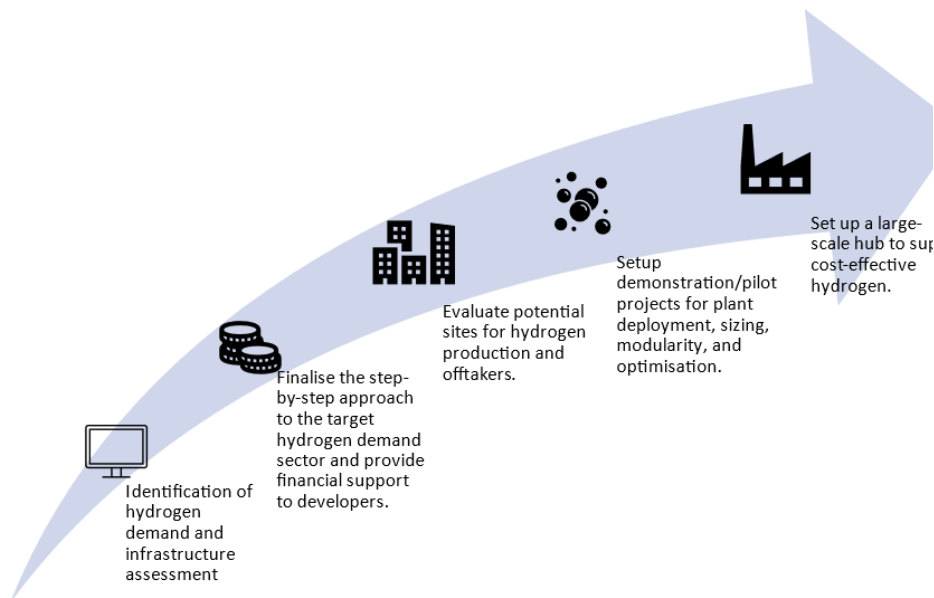 Identification of
hydrogen
demand and
infrastructure
assessment
Finalise the step-
by-step approach
to the target
hydrogen demand
sector and provide
financial support
to developers.
Evaluate potential
sites for hydrogen
production and
offtakers.
Setup
demonstration/pilot
projects for plant
deployment, sizing,
modularity, and
optimisation.
Set up a large-
scale hub to
cost-effective
hydrogen.